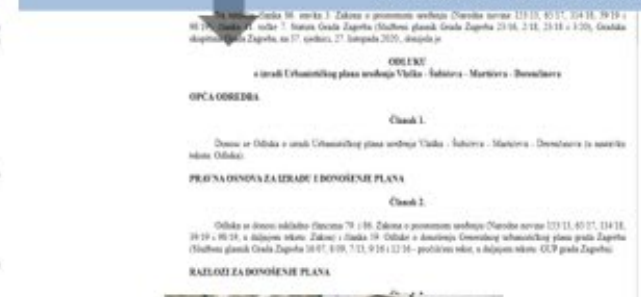 članka 86. stavka 3. Zakona o prostornom uređenju (Narodne novine 153/13, 65/17, 114/18, 39/19 i
98/19) članka 41. točke 7. Statuta Grada Zagreba (Službeni glasnik Grada Zagreba 23/16, 2/18, 23/18 i 3/20), Gradska
skupština Grada Zagreba, na 37. sjednici, 27. listopada 2020., donijela je
ODLUKU
o izradi Urbanističkog plana uređenja Vlaška - Šubićeva - Martićeva - Derenčinova
OPĆA ODREDBA
Članak 1.
Donosi se Odluka o izradi Urbanističkog plana uređenja Vlaška - Šubićeva - Martićeva - Derenčinova (u nastavku
teksta: Odluka).
PRAVNA OSNOVA ZA IZRADU I DONOŠENJE PLANA
Članak 2.
Odluka se donosi sukladno člancima 79. i 86. Zakona o prostornom uređenju (Narodne novine 153/13, 65/17, 114/18,
39/19 i 98/19, u daljnjem tekstu: Zakon) i članka 59. Odluke o donošenju Generalnog urbanističkog plana grada Zagreba
(Službeni glasnik Grada Zagreba 16/07, 8/09, 7/13, 9/16 i 12/16 - pročišćeni tekst, u daljnjem tekstu: GUP grada Zagreba).
RAZLOZI ZA DONOŠENJE PLANA